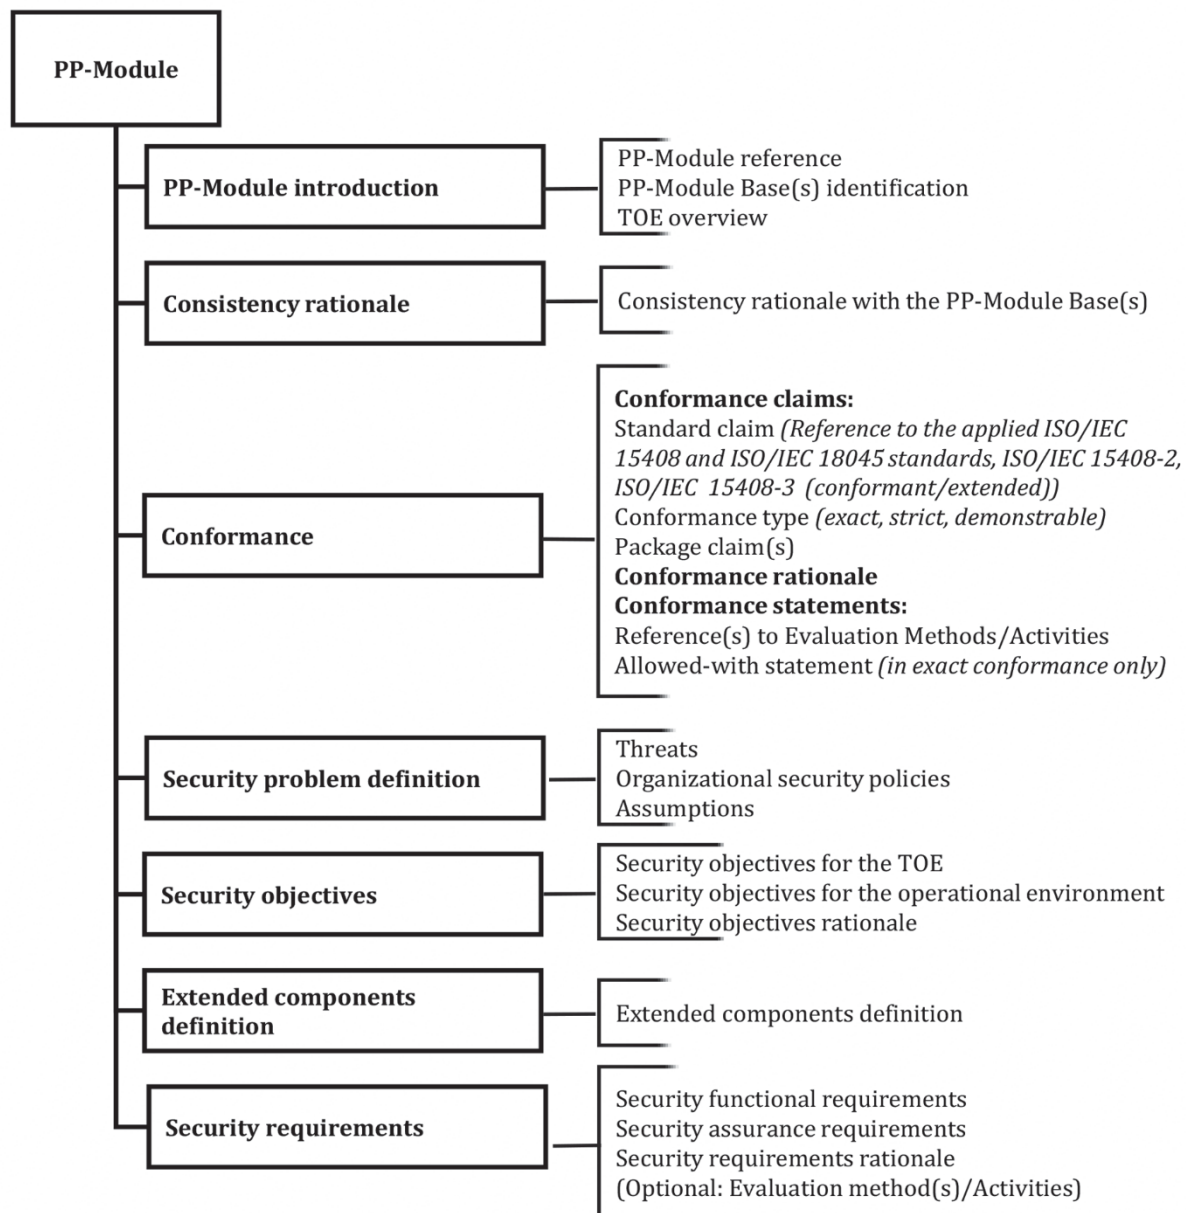 PP-Module
PP-Module introduction
PP-Module reference
PP-Module Base(s) identification
TOE overview
Consistency rationale
Consistency rationale with the PP-Module Base(s)
Conformance
Conformance claims:
Standard claim (Reference to the applied ISO/IEC
15408 and ISO/IEC 18045 standards, ISO/IEC 15408-2,
ISO/IEC 15408-3 (conformant/extended))
Conformance type (exact, strict, demonstrable)
Package claim(s)
Conformance rationale
Conformance statements:
Reference(s) to Evaluation Methods/Activities
Allowed-with statement (in exact conformance only)
Security problem definition
Threats
Organizational security policies
Assumptions
Security objectives
Security objectives for the TOE
Security objectives for the operational environment
Security objectives rationale
Extended components
definition
Extended components definition
Security requirements
Security functional requirements
Security assurance requirements
Security requirements rationale
(Optional: Evaluation method(s)/Activities)